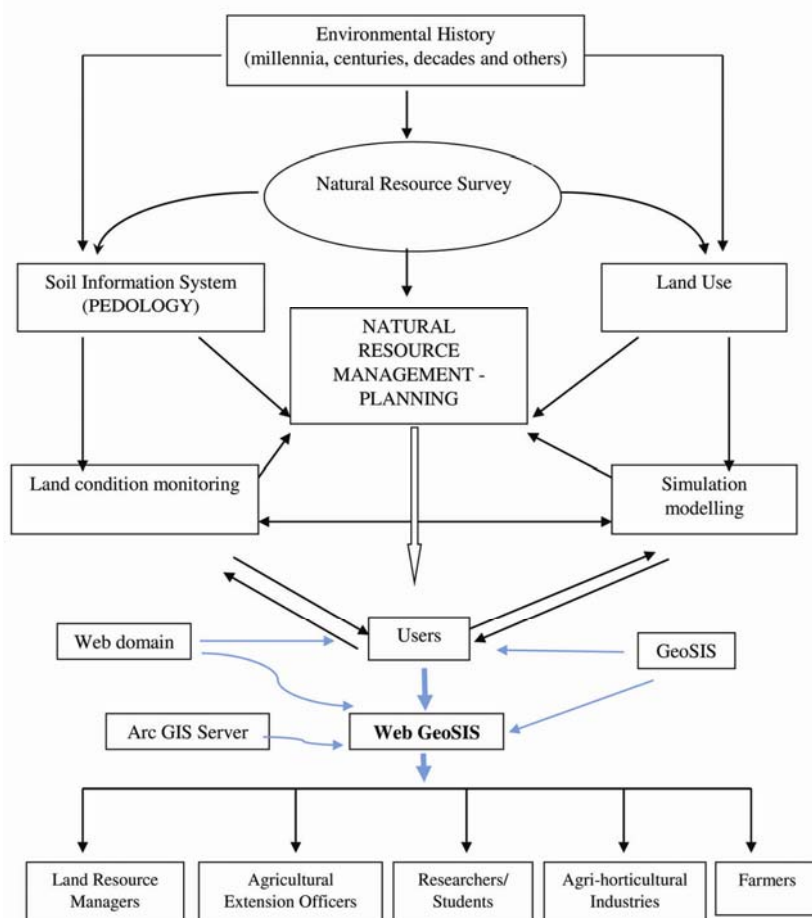 Environmental History
(millennia, centuries, decades and others)
Natural Resource Survey
Soil Information System
(PEDOLOGY)
Land Use
NATURAL
RESOURCE
MANAGEMENT -
PLANNING
Land condition monitoring
Simulation
modelling
Users
Web domain
GeoSIS
Arc GIS Server
Web GeoSIS
Land Resource
Managers
Agricultural
Extension Officers
Researchers/
Students
Agri-horticultural
Industries
Farmers